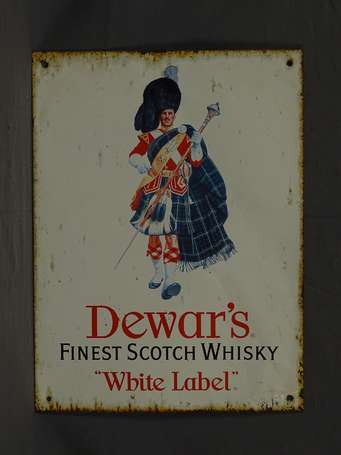 Dewar's
FINEST SCOTCH WHISKY
"White Label"